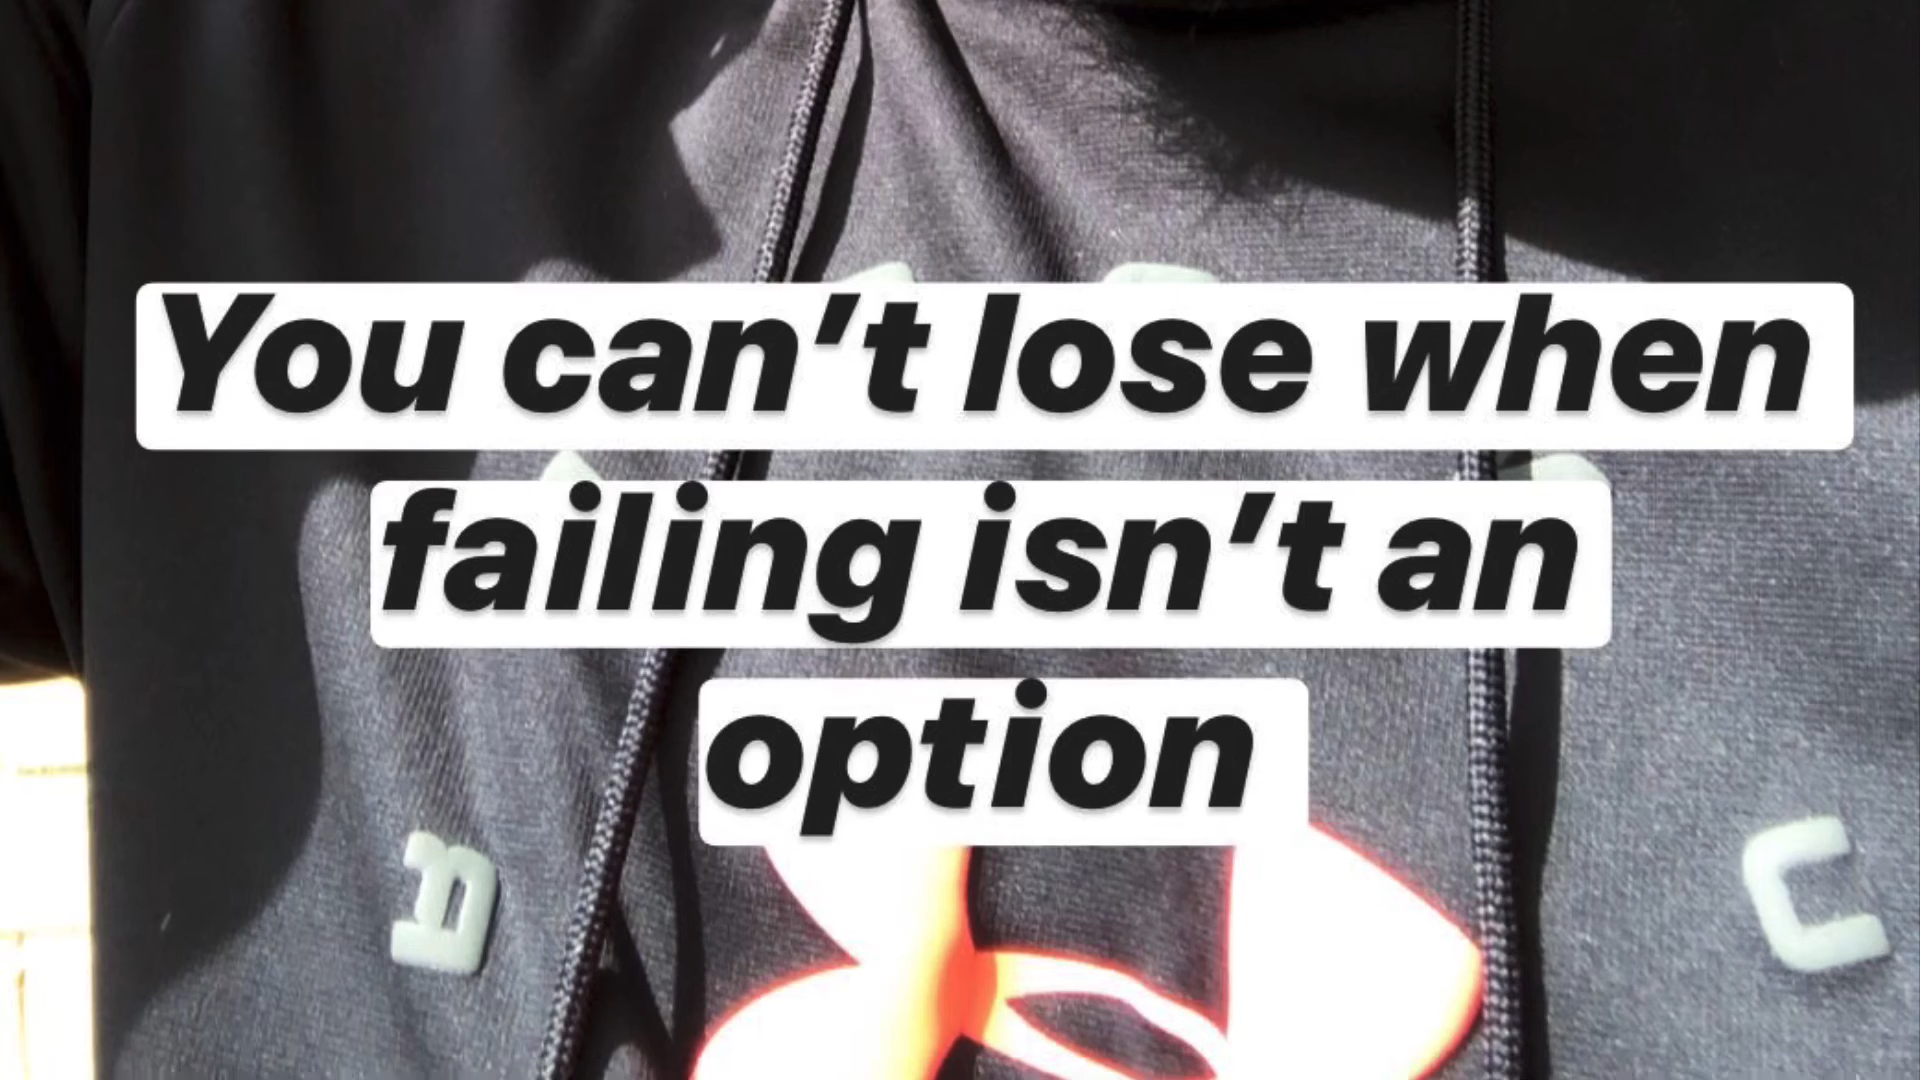 You can’t lose when
failing isn’t an
option